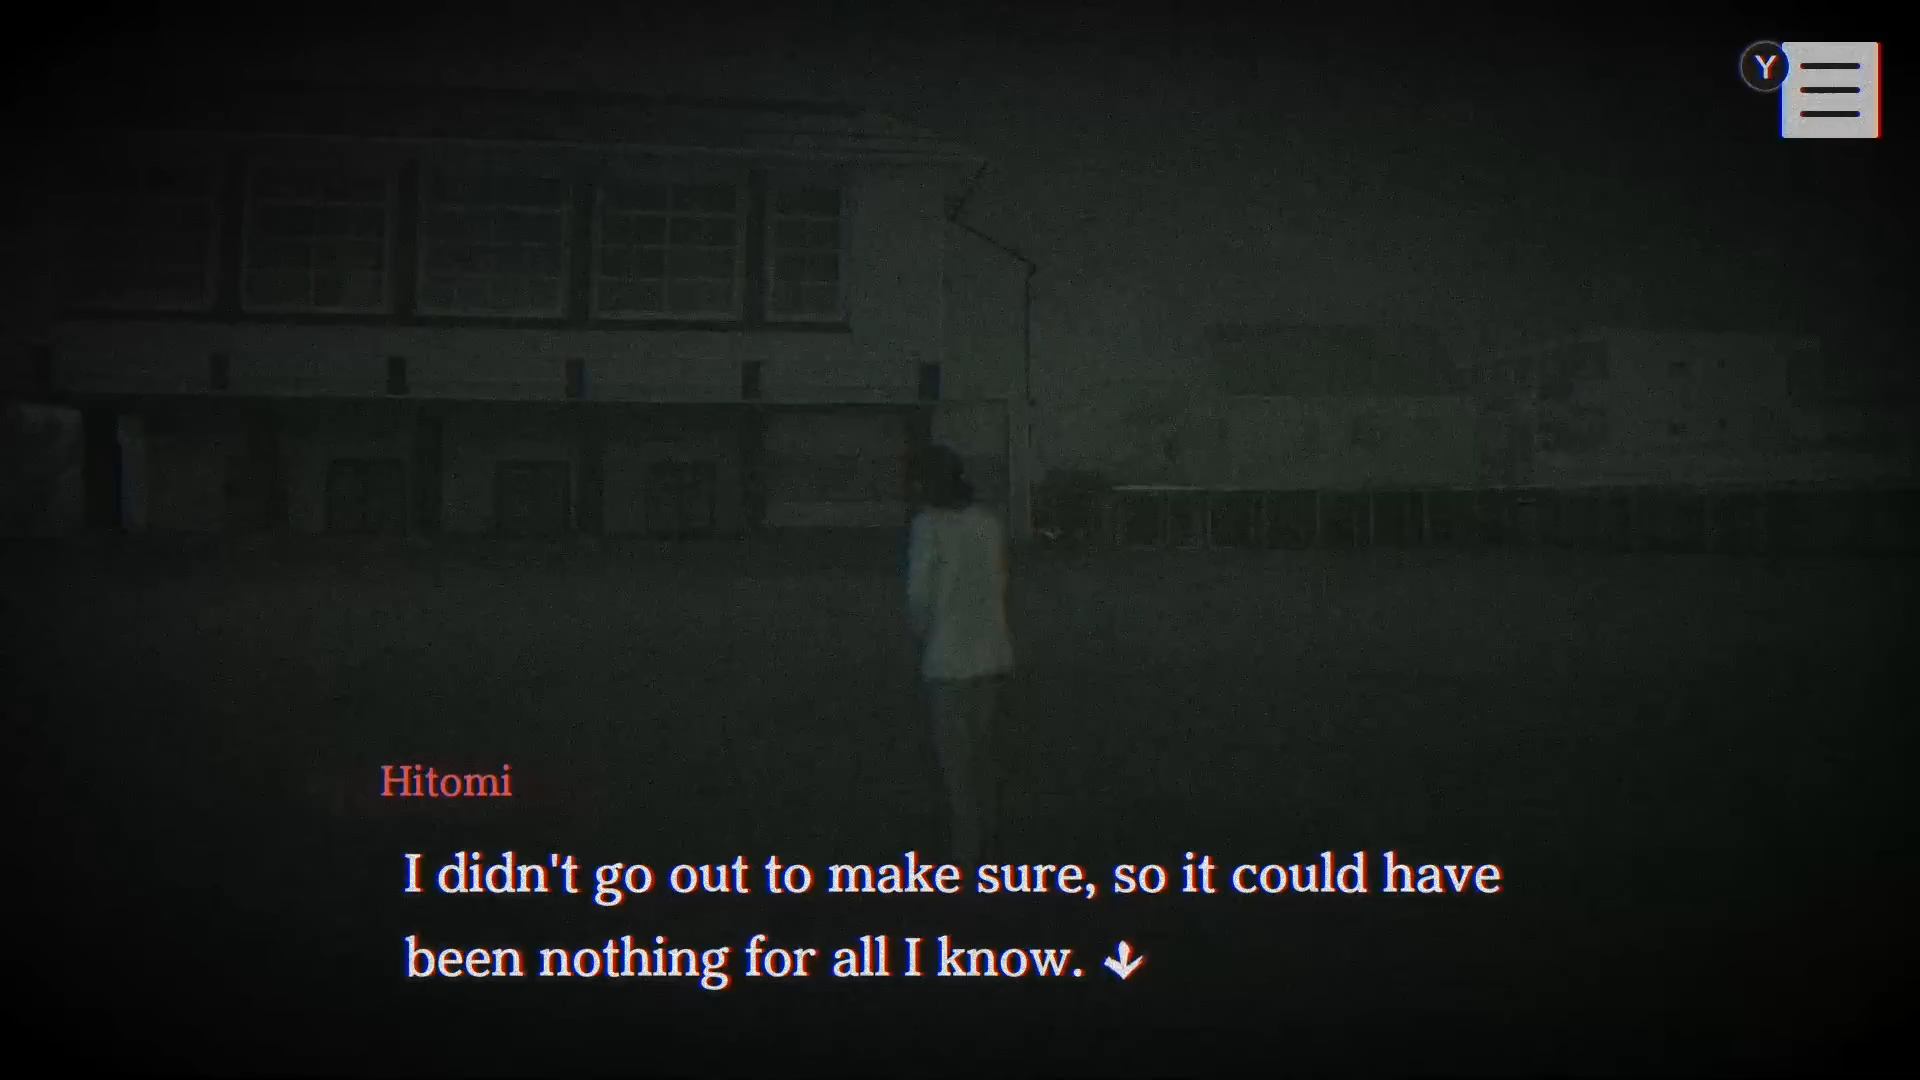 Y
Hitomi
I didn't go out to make sure, so it could have
been nothing for all I know.